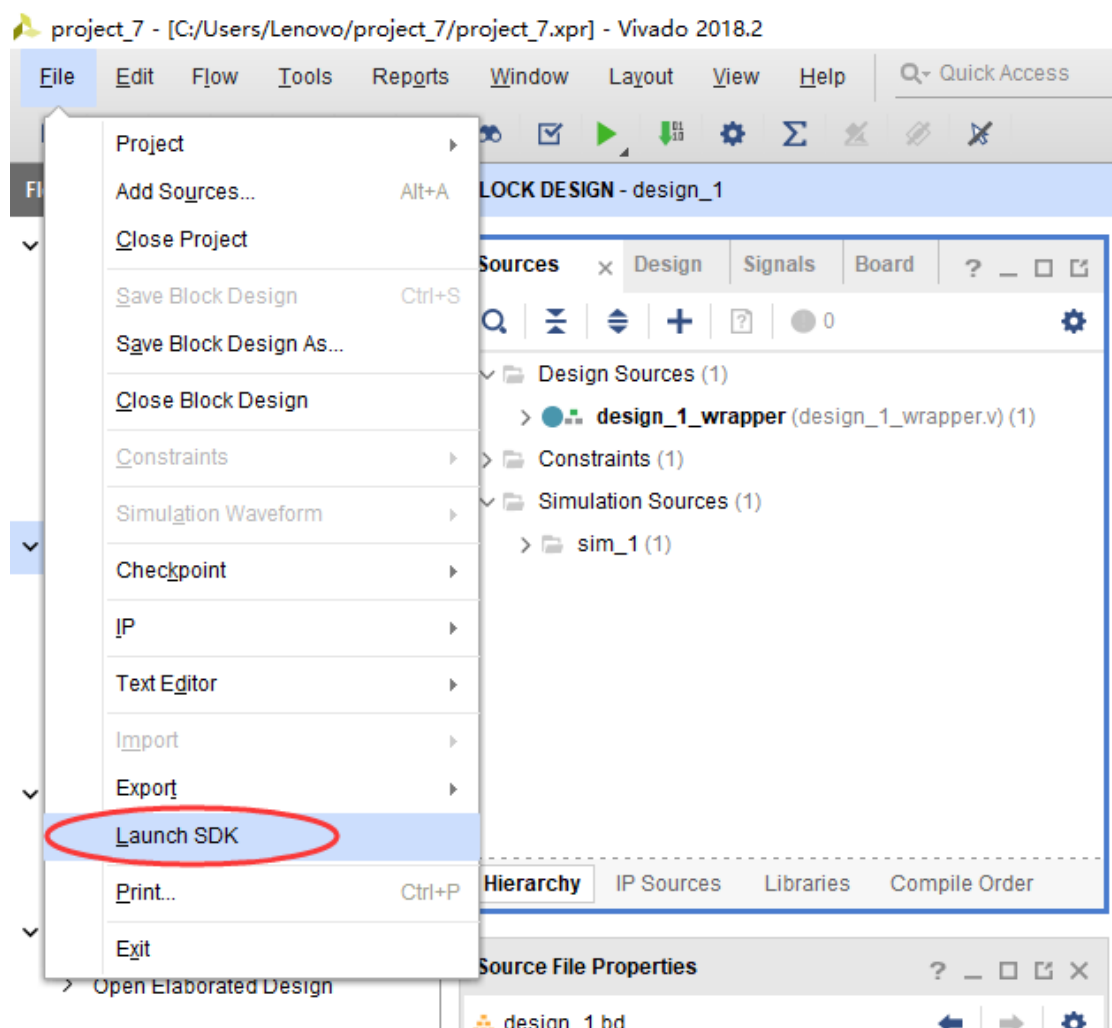 project_7 - [C:/Users/Lenovo/project_7/project_7.xpr] - Vivado 2018.2
File Edit Flow Tools Reports Window Layout View Help Quick Access
LOCK DESIGN - design_1
Project
Add Sources... Alt+A
Close Project
Save Block Design Ctrl+S
Save Block Design As...
Close Block Design
Constraints
Simulation Waveform
Checkpoint
IP
Text Editor
Import
Export
Launch SDK
Print... Ctrl+P
Exit
Open Elaborated Design
Sources Design Signals Board
0
Design Sources (1)
design_1_wrapper (design_1_wrapper.v) (1)
Constraints (1)
Simulation Sources (1)
sim_1 (1)
Hierarchy IP Sources Libraries Compile Order
Source File Properties
design_1.bd